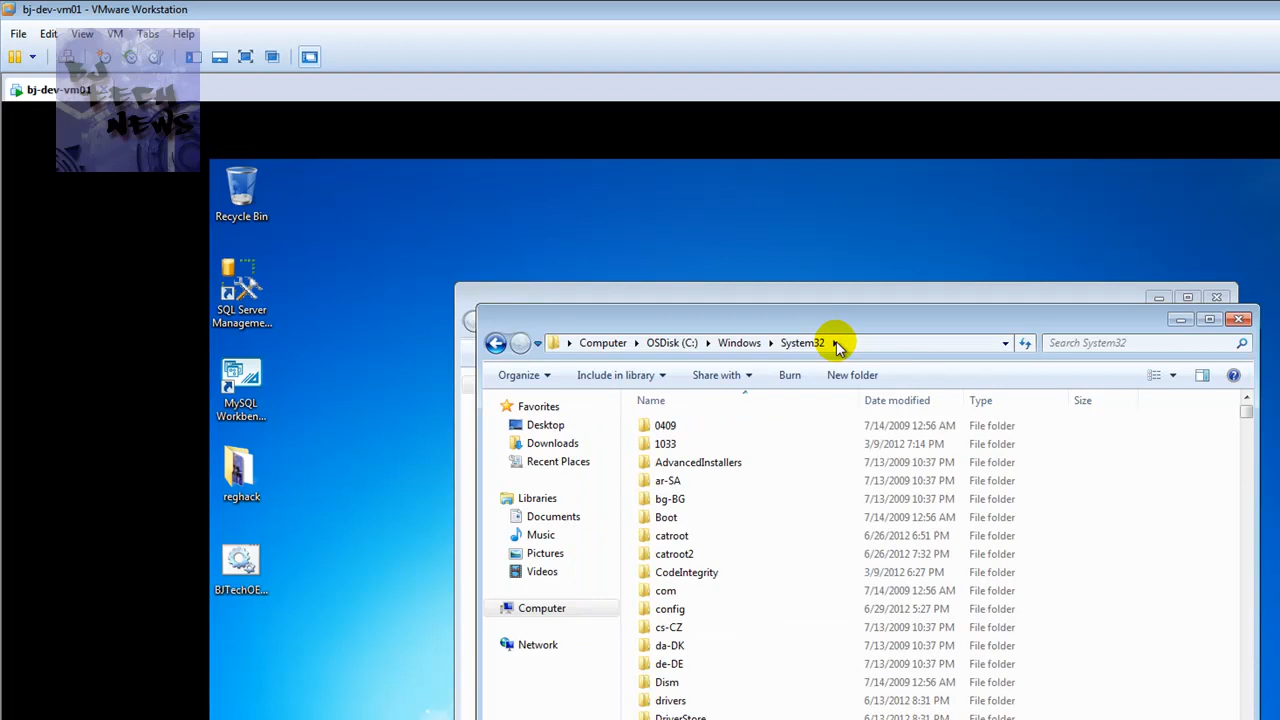 bj-dev-vm01 - VMware Workstation
File Edit View VM Tabs Help
BJ
TECH
NEWS
bj-dev-vm01
Recycle Bin
SQL Server
Manageme...
MySQL
Workben...
reghack
BJTechOE...
Computer OSDisk (C:) Windows System32
Search System32
Organize Include in library Share with Burn New folder
Favorites
Desktop
Downloads
Recent Places
Libraries
Documents
Music
Pictures
Videos
Computer
Network
Name Date modified Type Size
0409 7/14/2009 12:56 AM File folder
1033 3/9/2012 7:14 PM File folder
AdvancedInstallers 7/13/2009 10:37 PM File folder
ar-SA 7/13/2009 10:37 PM File folder
bg-BG 7/13/2009 10:37 PM File folder
Boot 7/14/2009 12:56 AM File folder
catroot 6/26/2012 6:51 PM File folder
catroot2 6/26/2012 7:32 PM File folder
CodeIntegrity 3/9/2012 6:27 PM File folder
com 7/14/2009 12:56 AM File folder
config 6/29/2012 5:27 PM File folder
cs-CZ 7/13/2009 10:37 PM File folder
da-DK 7/13/2009 10:37 PM File folder
de-DE 7/13/2009 10:37 PM File folder
Dism 7/14/2009 12:56 AM File folder
drivers 6/13/2012 8:31 PM File folder
DriverStore